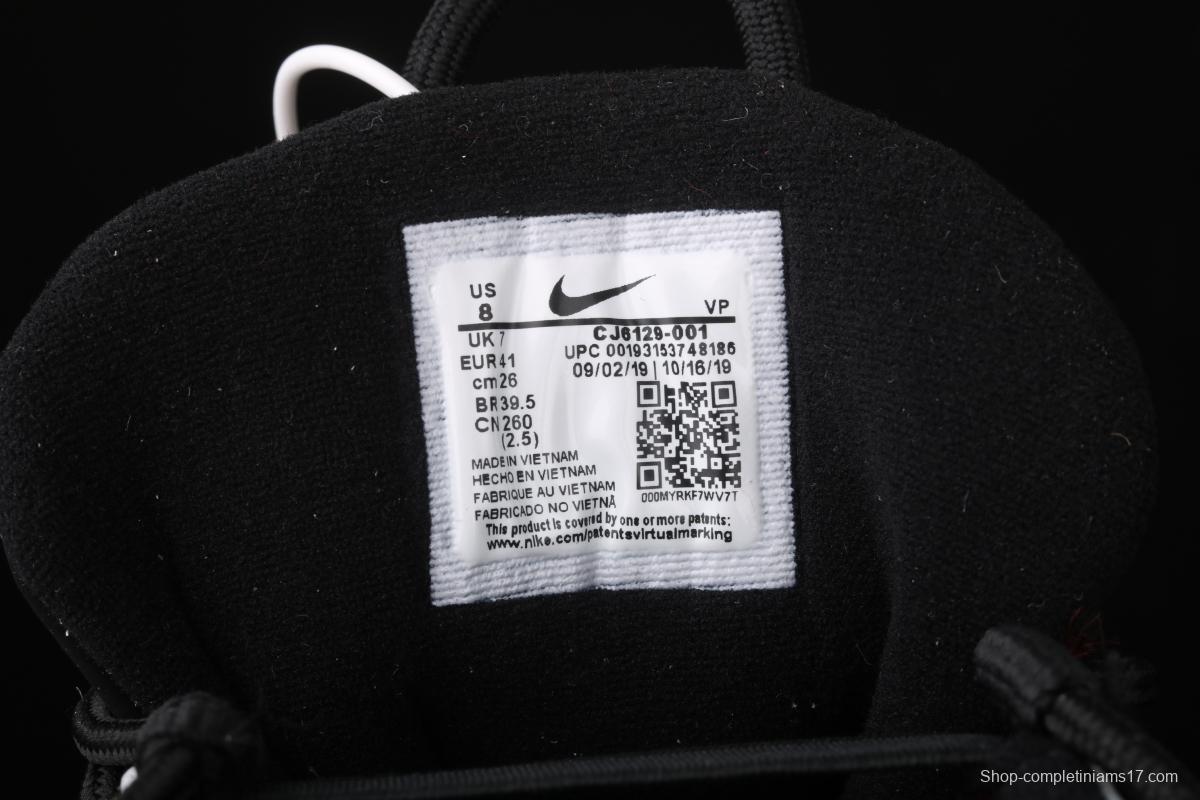 US
8
VP
UK 7
CJ6129-001
EUR 41
UPC 00193153748186
cm 26
09/02/19 | 10/16/19
BR 39.5
CN 260
(2.5)
MADE IN VIETNAM
HECHO EN VIETNAM
FABRIQUE AU VIETNAM
FABRICADO NO VIETNA
000MYRKF7WV7T
This product is covered by one or more patents:
www.nike.com/patentsvirtualmarking
Shop-completiniams17.com